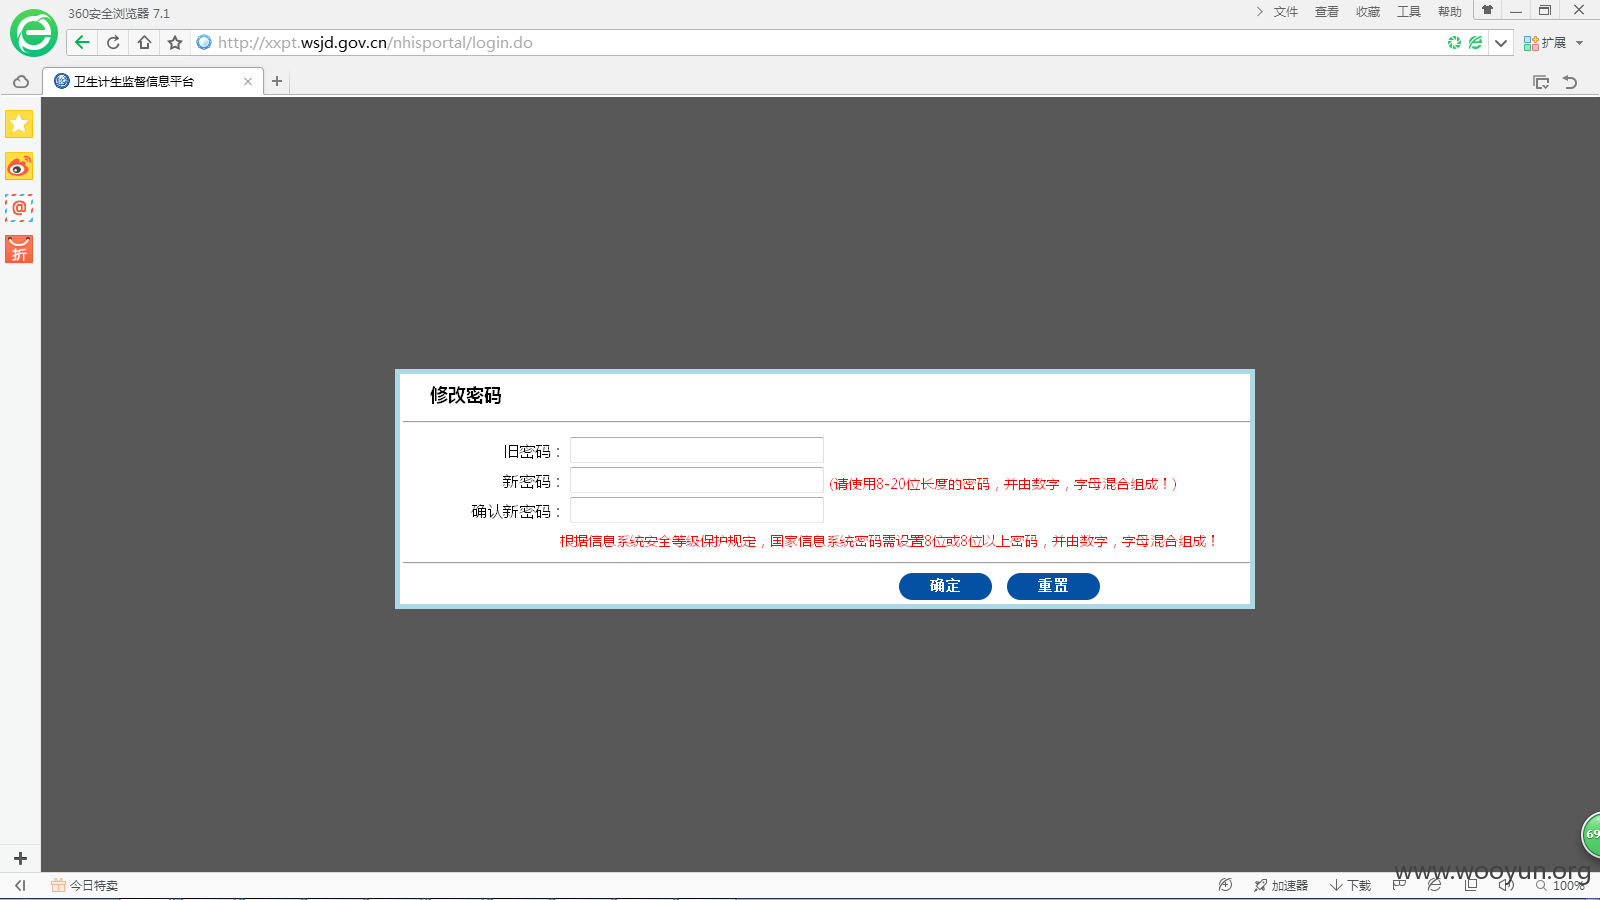 360安全浏览器 7.1
文件 查看 收藏 工具 帮助
http://xxpt.wsjd.gov.cn/nhisportal/login.do
扩展
卫生计生监督信息平台
@
折
修改密码
旧密码：
新密码：
(请使用8-20位长度的密码，并由数字，字母混合组成！)
确认新密码：
根据信息系统安全等级保护规定，国家信息系统密码需设置8位或8位以上密码，并由数字，字母混合组成！
确定 重置
69
www.wooyun.org
今日特卖
加速器 下载 100%